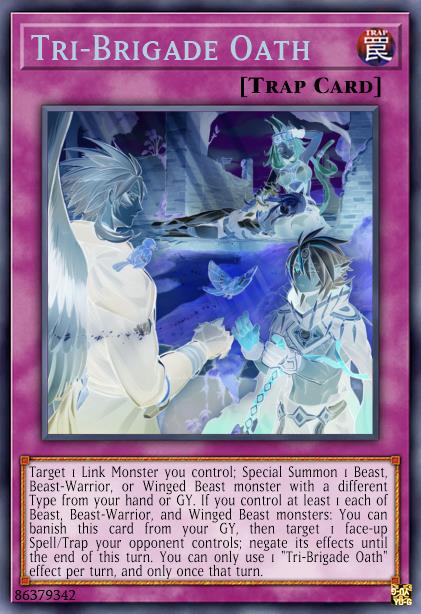 Tri-Brigade Oath
TRAP
罠
[Trap Card]
Target 1 Link Monster you control; Special Summon 1 Beast,
Beast-Warrior, or Winged Beast monster with a different
Type from your hand or GY. If you control at least 1 each of
Beast, Beast-Warrior, and Winged Beast monsters: You can
banish this card from your GY, then target 1 face-up
Spell/Trap your opponent controls; negate its effects until
the end of this turn. You can only use 1 "Tri-Brigade Oath"
effect per turn, and only once that turn.
86379342